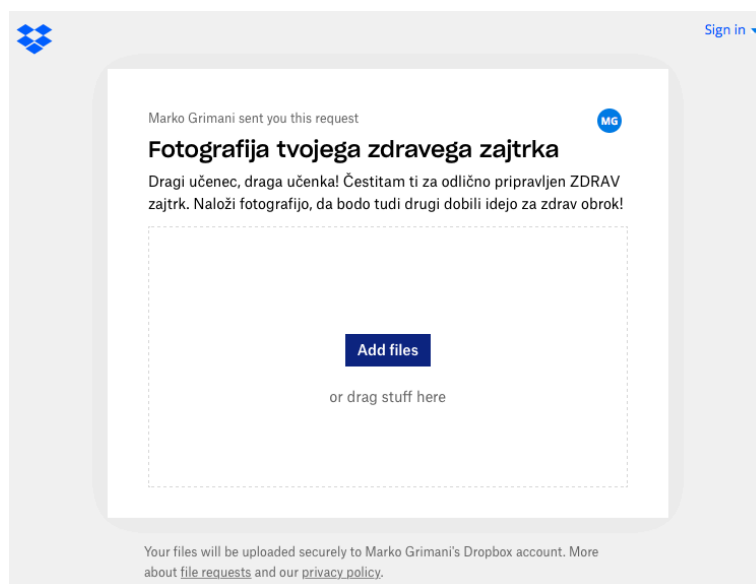 Sign in
Marko Grimani sent you this request
MG
Fotografija tvojega zdravega zajtrka
Dragi učenec, draga učenka! Čestitam ti za odlično pripravljen ZDRAV
zajtrk. Naloži fotografijo, da bodo tudi drugi dobili idejo za zdrav obrok!
Add files
or drag stuff here
Your files will be uploaded securely to Marko Grimani's Dropbox account. More
about file requests and our privacy policy.